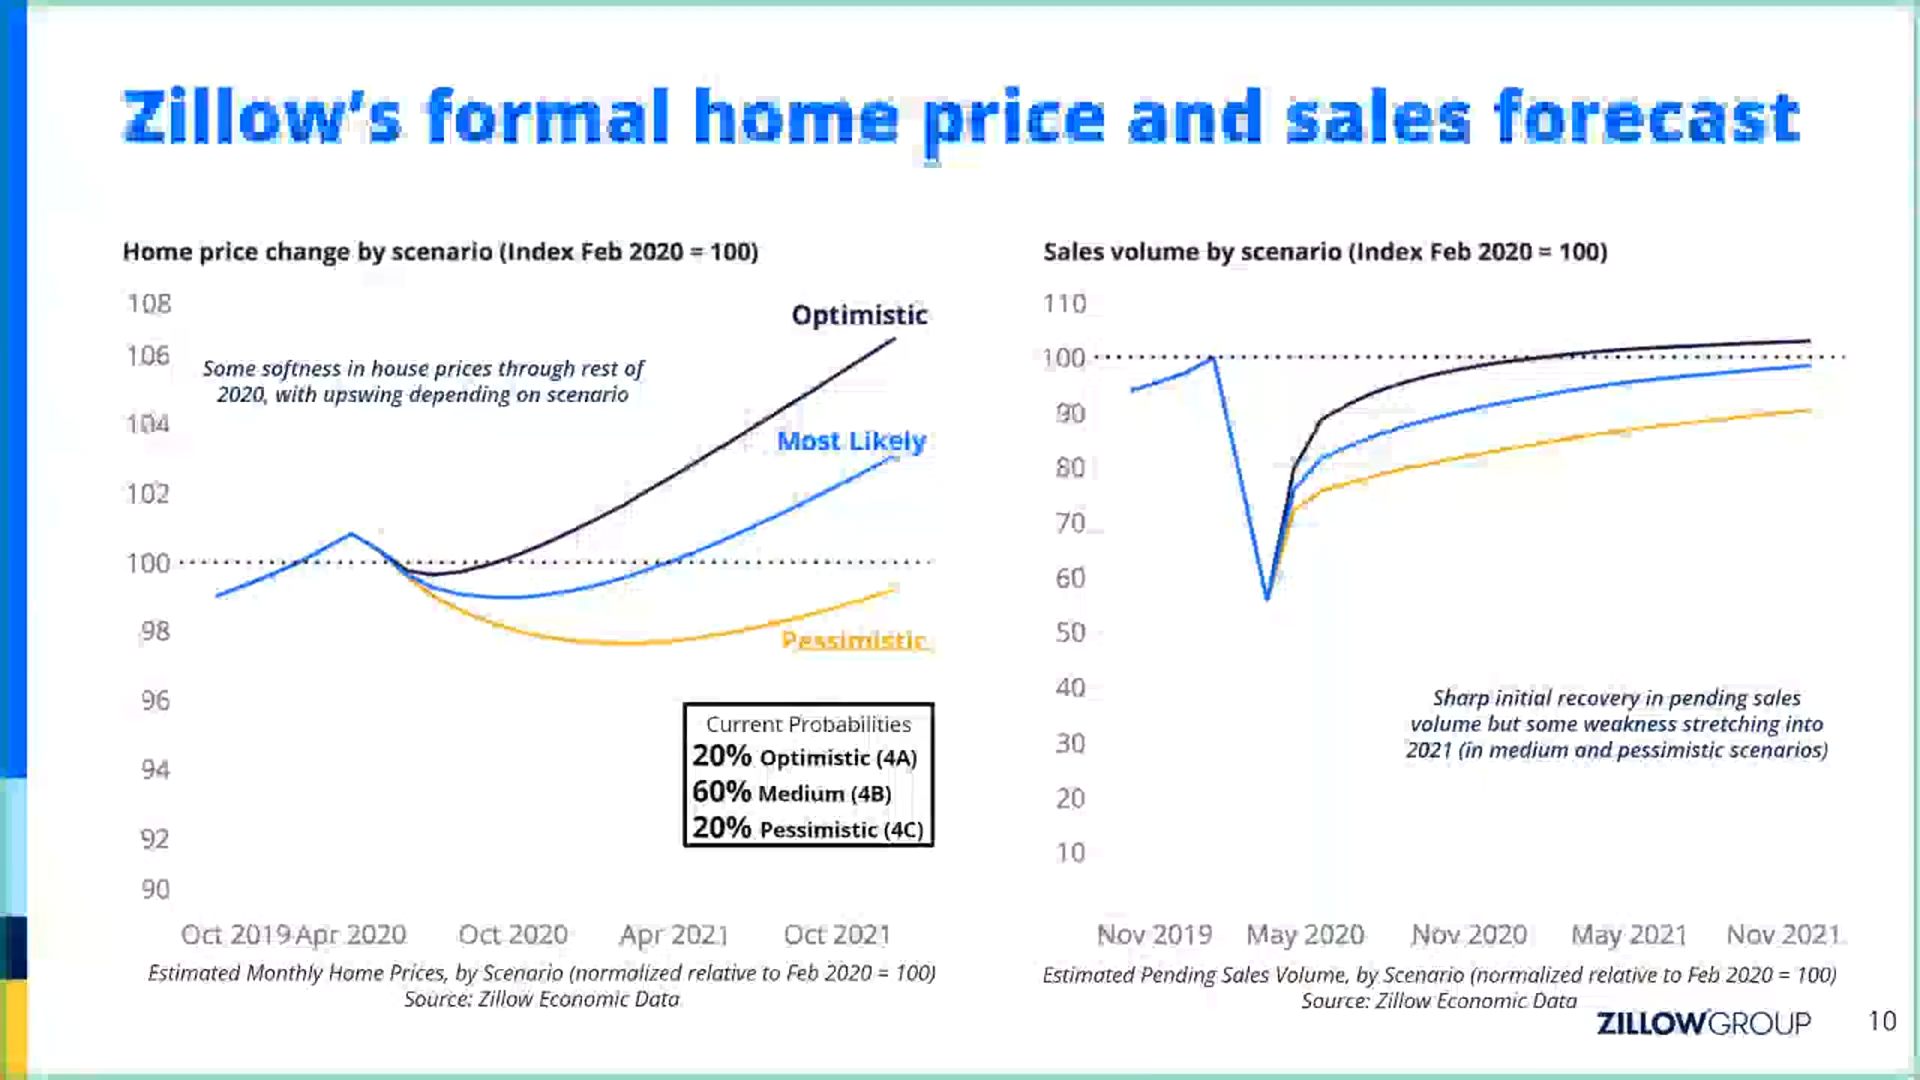 Zillow's formal home price and sales forecast
Home price change by scenario (Index Feb 2020 = 100)
108
106
104
102
100
98
96
94
92
90
Some softness in house prices through rest of
2020, with upswing depending on scenario
Optimistic
Most Likely
Pessimistic
Current Probabilities
20% Optimistic (4A)
60% Medium (4B)
20% Pessimistic (4C)
Oct 2019 Apr 2020 Oct 2020 Apr 2021 Oct 2021
Estimated Monthly Home Prices, by Scenario (normalized relative to Feb 2020 = 100)
Source: Zillow Economic Data
Sales volume by scenario (Index Feb 2020 = 100)
110
100
90
80
70
60
50
40
30
20
10
Sharp initial recovery in pending sales
volume but some weakness stretching into
2021 (in medium and pessimistic scenarios)
Nov 2019 May 2020 Nov 2020 May 2021 Nov 2021
Estimated Pending Sales Volume, by Scenario (normalized relative to Feb 2020 = 100)
Source: Zillow Economic Data
ZILLOWGROUP
10